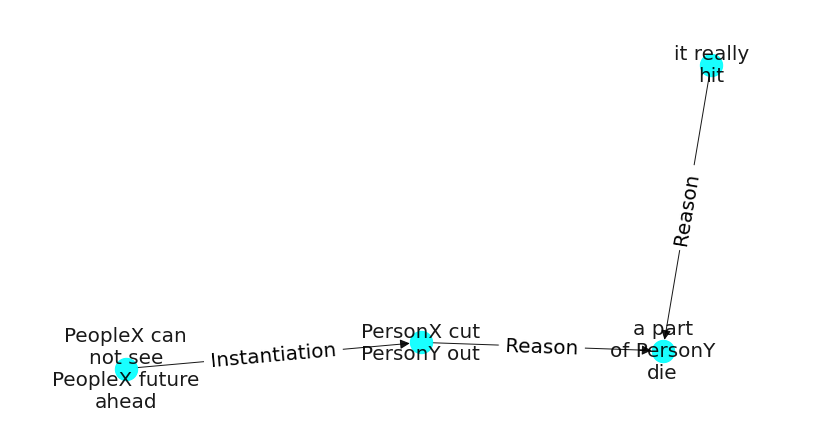 it really
hit
Reason
PeopleX can
not see
PeopleX future
ahead
Instantiation
PersonX cut
PersonY out
Reason
a part
of PersonY
die